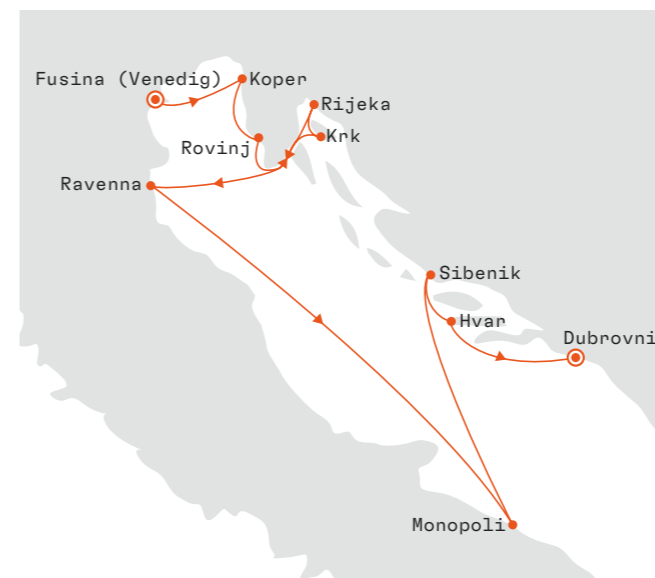 Fusina (Venedig)
Koper
Rijeka
Krk
Rovinj
Ravenna
Sibenik
Hvar
Dubrovni
Monopoli